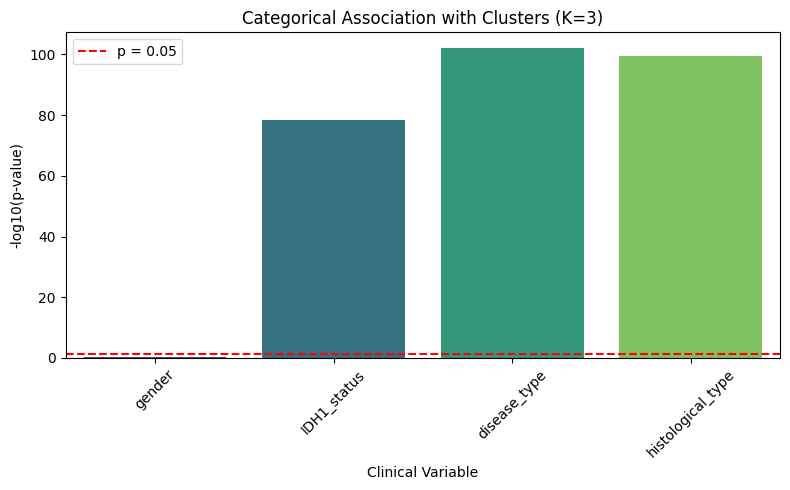 Categorical Association with Clusters (K=3)
p = 0.05
-log10(p-value)
100
80
60
40
20
0
gender
IDH1_status
disease_type
histological_type
Clinical Variable